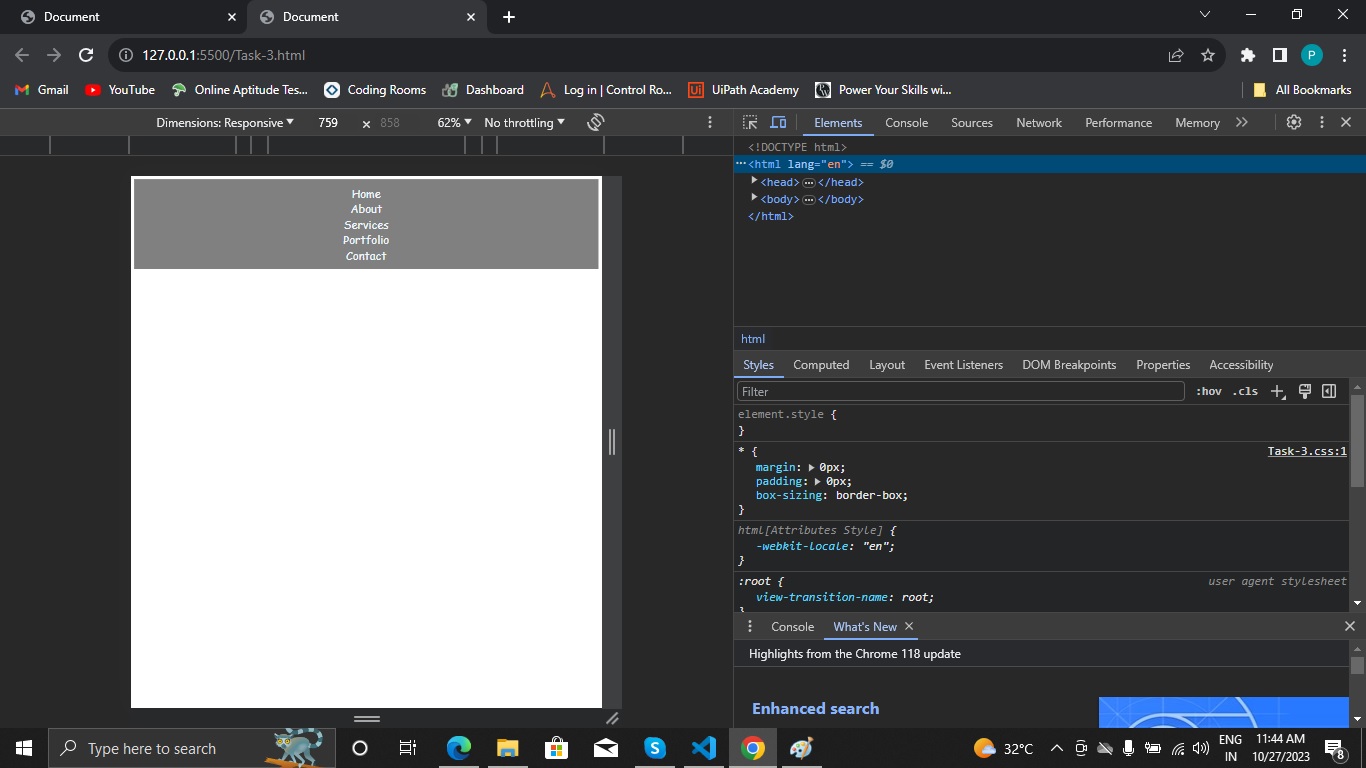 Document
Document
127.0.0.1:5500/Task-3.html
P
Gmail YouTube Online Aptitude Tes... Coding Rooms Dashboard Log in | Control Ro... UiPath Academy Power Your Skills wi... All Bookmarks
Dimensions: Responsive 759 x 858 62% No throttling
Elements Console Sources Network Performance Memory
<!DOCTYPE html>
<html lang="en"> == $0
<head> ... </head>
<body> ... </body>
</html>
Home
About
Services
Portfolio
Contact
html
Styles Computed Layout Event Listeners DOM Breakpoints Properties Accessibility
Filter :hov .cls
element.style {
}
* { Task-3.css:1
margin: 0px;
padding: 0px;
box-sizing: border-box;
}
html[Attributes Style] {
-webkit-locale: "en";
}
:root { user agent stylesheet
view-transition-name: root;
}
Console What's New
Highlights from the Chrome 118 update
Enhanced search
Type here to search
32°C
ENG
IN
11:44 AM
10/27/2023
8